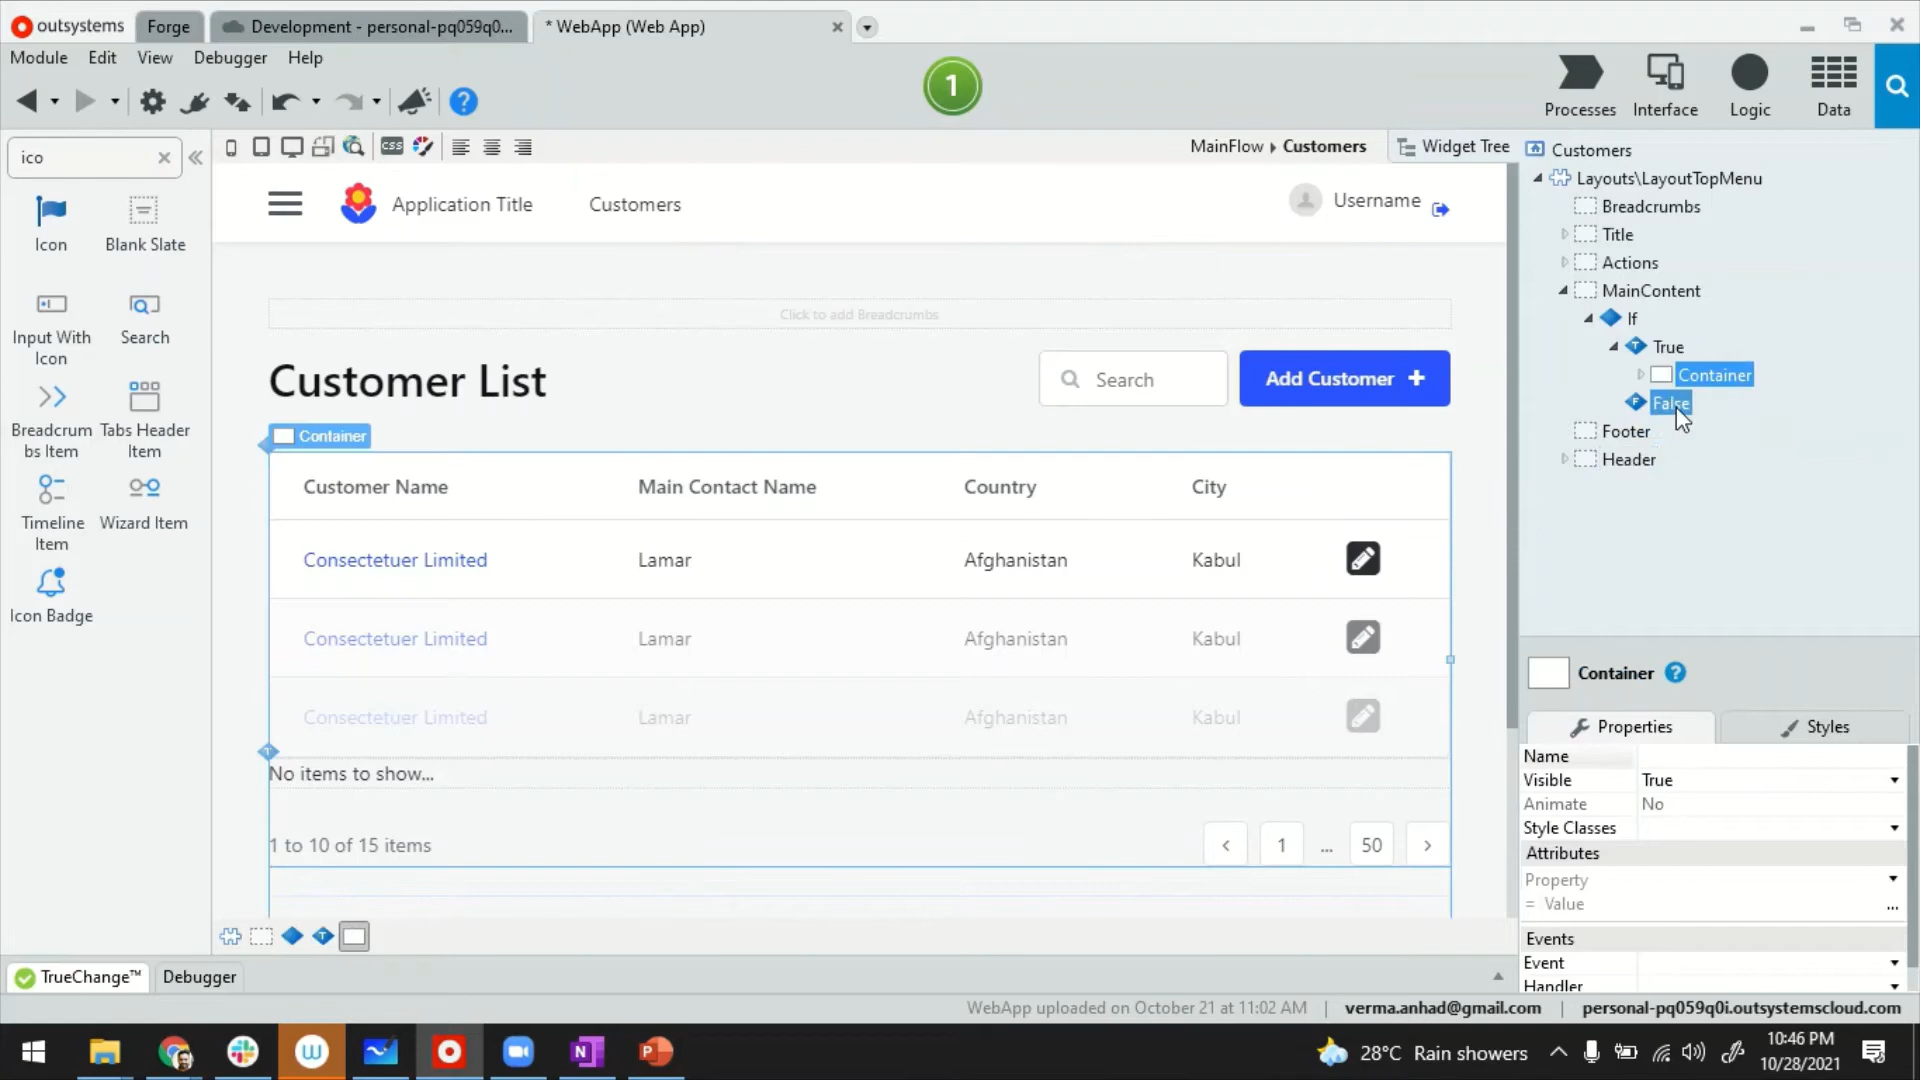 outsystems
Forge
Development - personal-pq059q0...
* WebApp (Web App)
Module Edit View Debugger Help
1
Processes Interface Logic Data
ico
Icon
Blank Slate
Input With Icon
Search
Breadcrum bs Item
Tabs Header Item
Timeline Item
Wizard Item
Icon Badge
CSS
MainFlow Customers
Widget Tree
Application Title
Customers
Username
Click to add Breadcrumbs
Customer List
Search
Add Customer +
Container
Customer Name Main Contact Name Country City
Consectetuer Limited Lamar Afghanistan Kabul
Consectetuer Limited Lamar Afghanistan Kabul
Consectetuer Limited Lamar Afghanistan Kabul
No items to show...
1 to 10 of 15 items
< 1 ... 50 >
Customers
Layouts\LayoutTopMenu
Breadcrumbs
Title
Actions
MainContent
If
True
Container
False
Footer
Header
Container ?
Properties Styles
Name
Visible True
Animate No
Style Classes
Attributes
Property
= Value ...
Events
Event
Handler
TrueChange™ Debugger
WebApp uploaded on October 21 at 11:02 AM | verma.anhad@gmail.com | personal-pq059q0i.outsystemscloud.com
28°C Rain showers
10:46 PM
10/28/2021